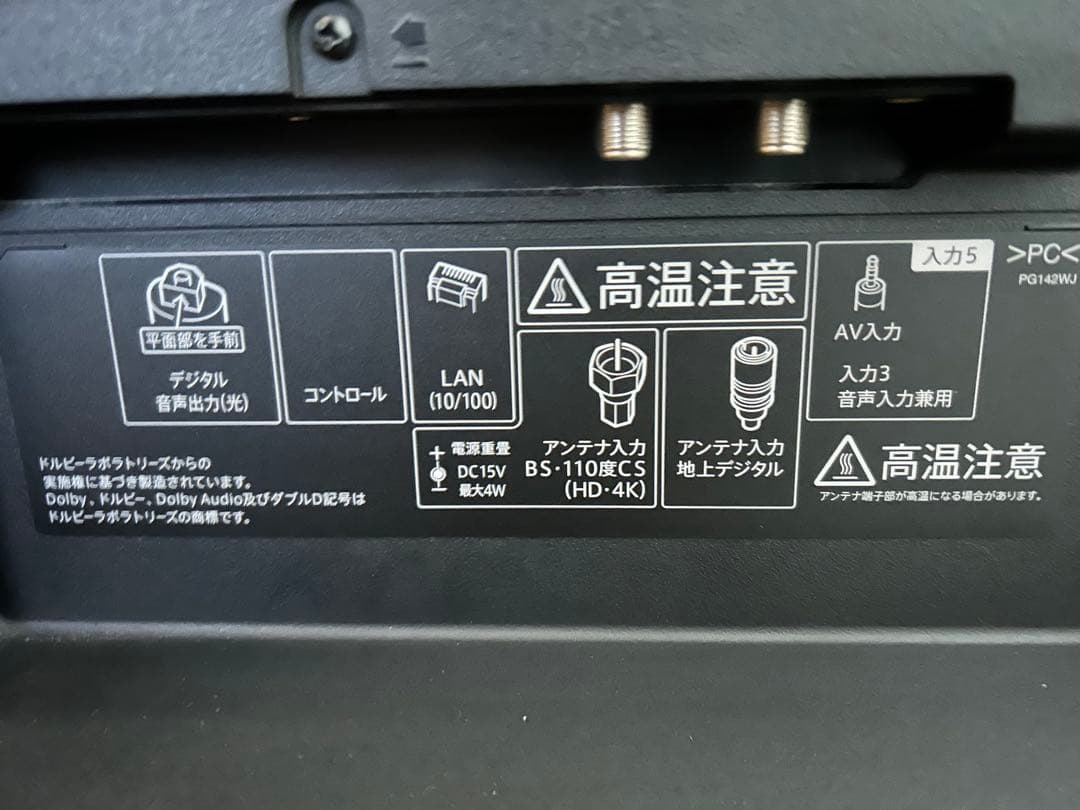 平面部を手前
デジタル
音声出力(光)
コントロール
LAN
(10/100)
高温注意
入力5
AV入力
入力3
音声入力兼用
>PC<
PG142WJ
電源重畳
DC15V
最大4W
アンテナ入力
BS・110度CS
(HD・4K)
アンテナ入力
地上デジタル
高温注意
アンテナ端子部が高温になる場合があります。
ドルビーラボラトリーズからの
実施権に基づき製造されています。
Dolby、ドルビー、Dolby Audio及びダブルD記号は
ドルビーラボラトリーズの商標です。